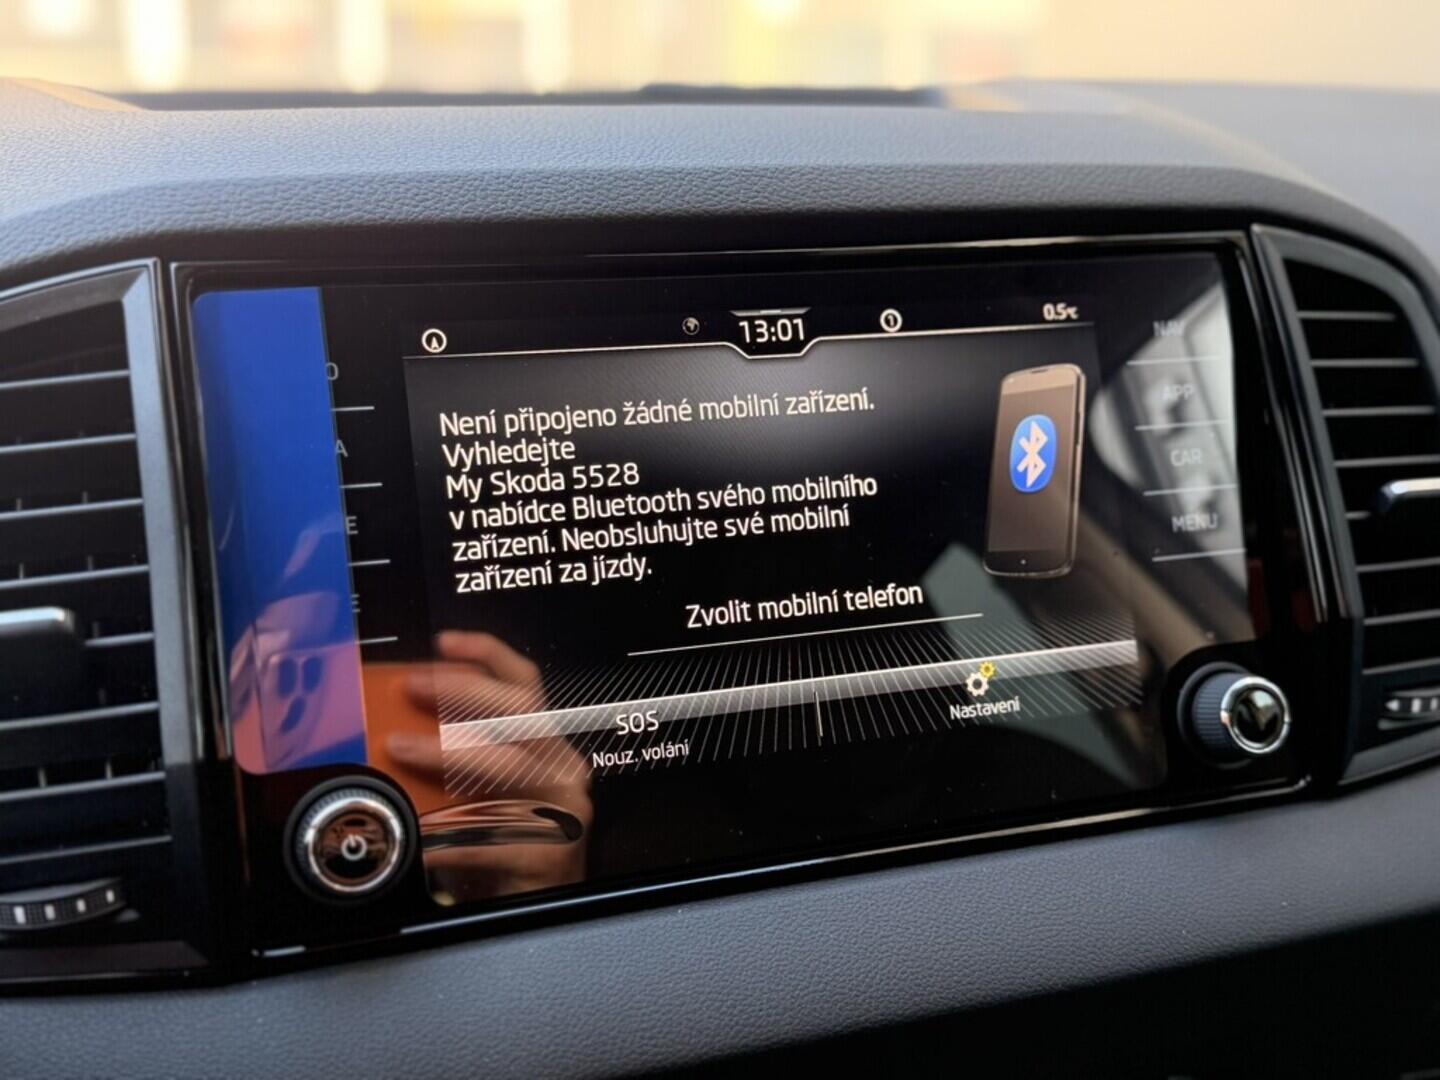 13:01
1
0.5°C
Není připojeno žádné mobilní zařízení.
Vyhledejte
My Skoda 5528
v nabídce Bluetooth svého mobilního
zařízení. Neobsluhujte své mobilní
zařízení za jízdy.
Zvolit mobilní telefon
SOS
Nouz. volání
Nastavení
NAV
APP
CAR
MENU